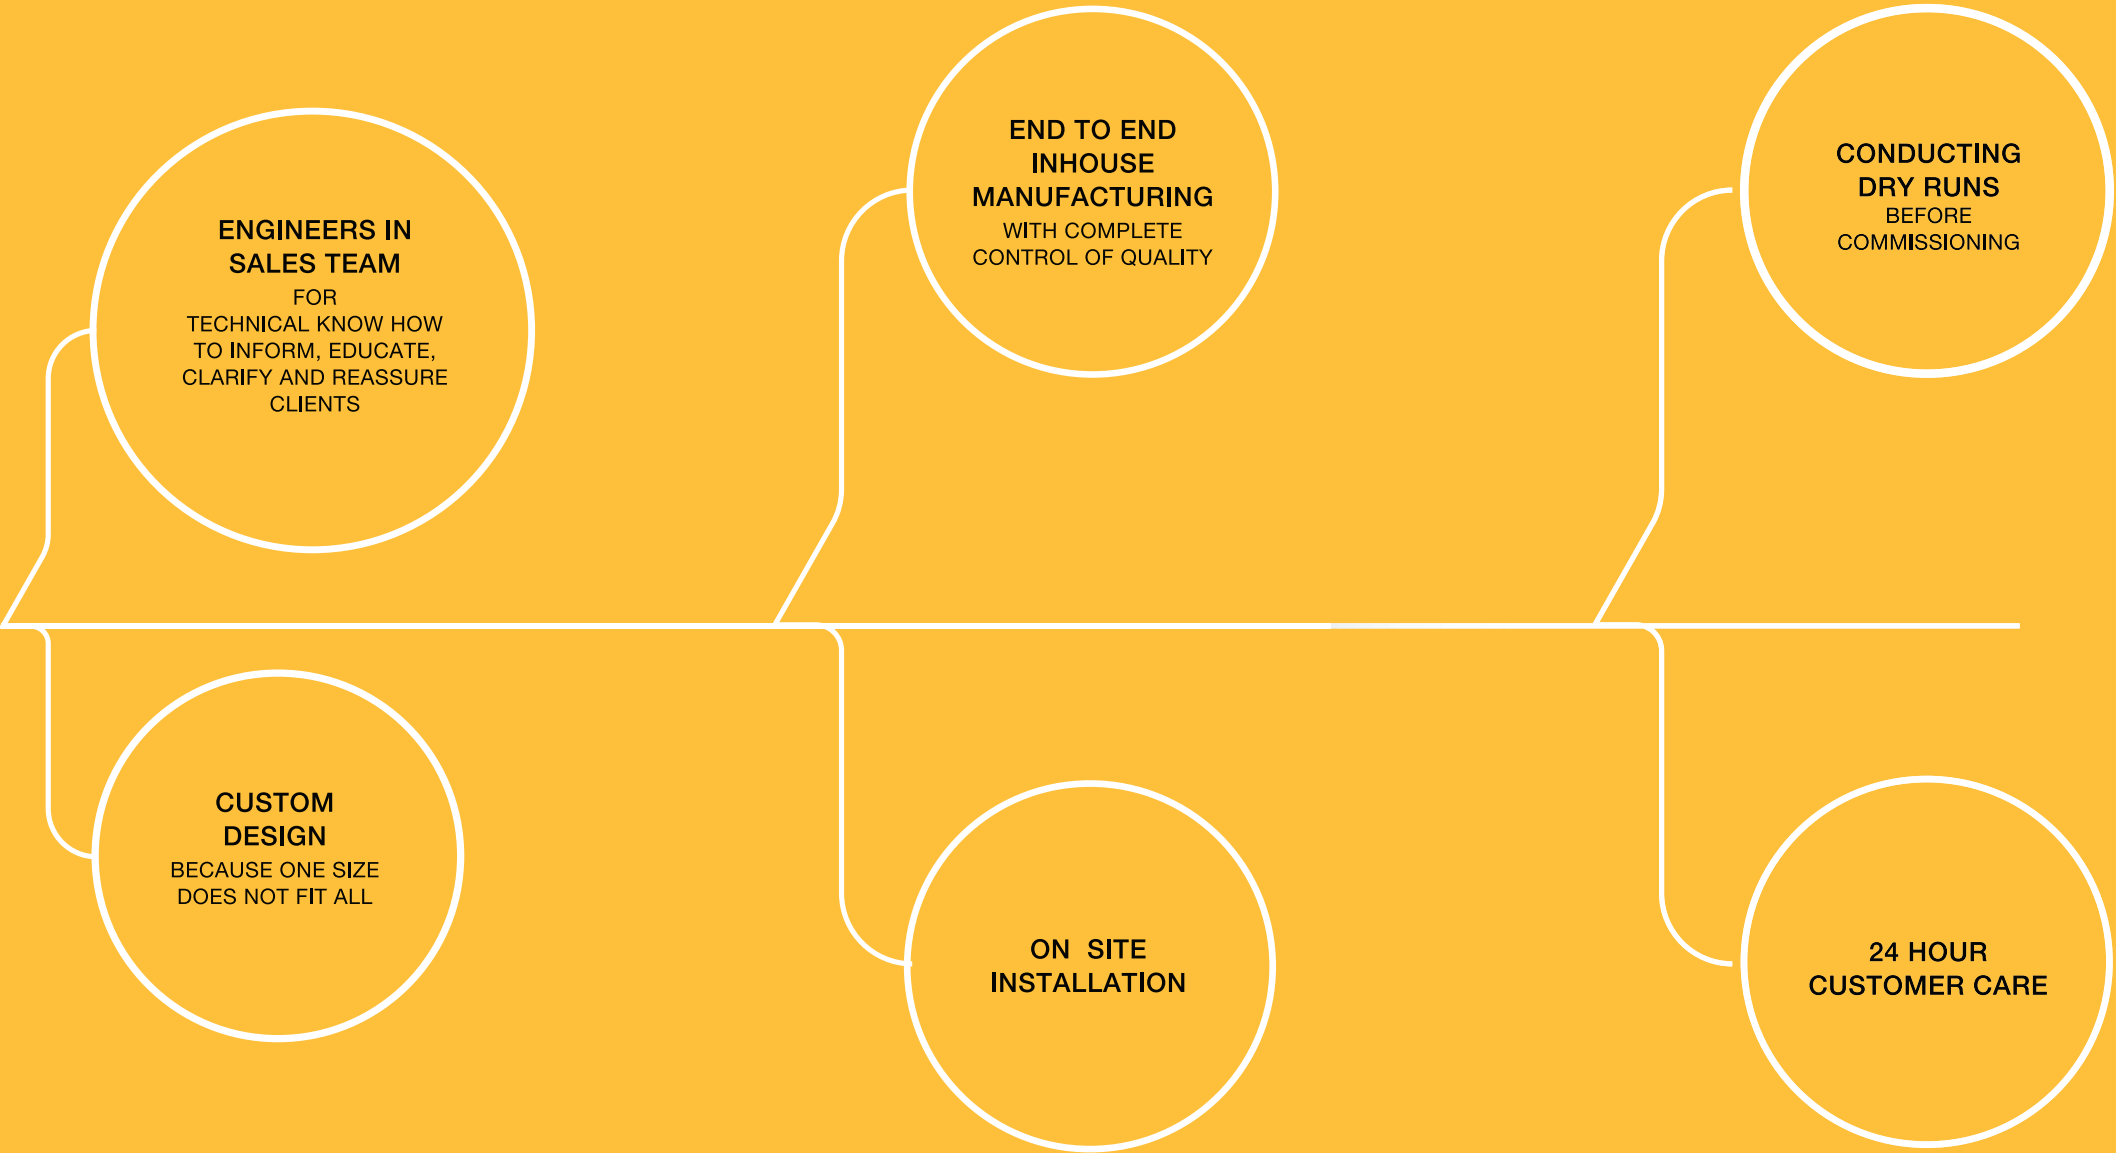 ENGINEERS IN
SALES TEAM
FOR
TECHNICAL KNOW HOW
TO INFORM, EDUCATE,
CLARIFY AND REASSURE
CLIENTS
CUSTOM
DESIGN
BECAUSE ONE SIZE
DOES NOT FIT ALL
END TO END
INHOUSE
MANUFACTURING
WITH COMPLETE
CONTROL OF QUALITY
ON SITE
INSTALLATION
CONDUCTING
DRY RUNS
BEFORE
COMMISSIONING
24 HOUR
CUSTOMER CARE